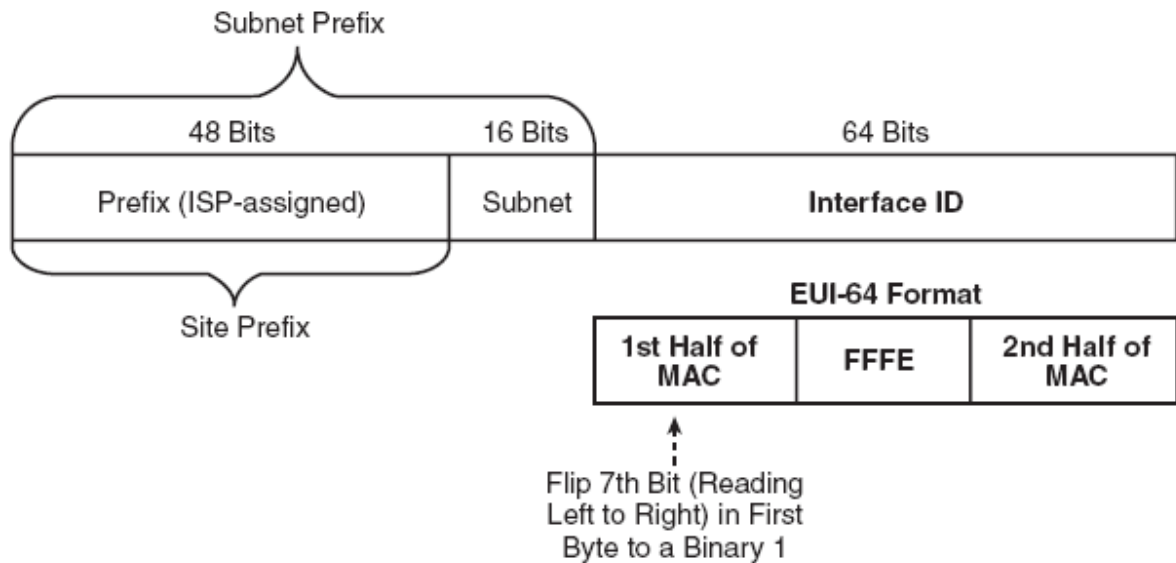 Subnet Prefix
48 Bits
16 Bits
64 Bits
Prefix (ISP-assigned)
Subnet
Interface ID
Site Prefix
EUI-64 Format
1st Half of
MAC
FFFE
2nd Half of
MAC
Flip 7th Bit (Reading
Left to Right) in First
Byte to a Binary 1